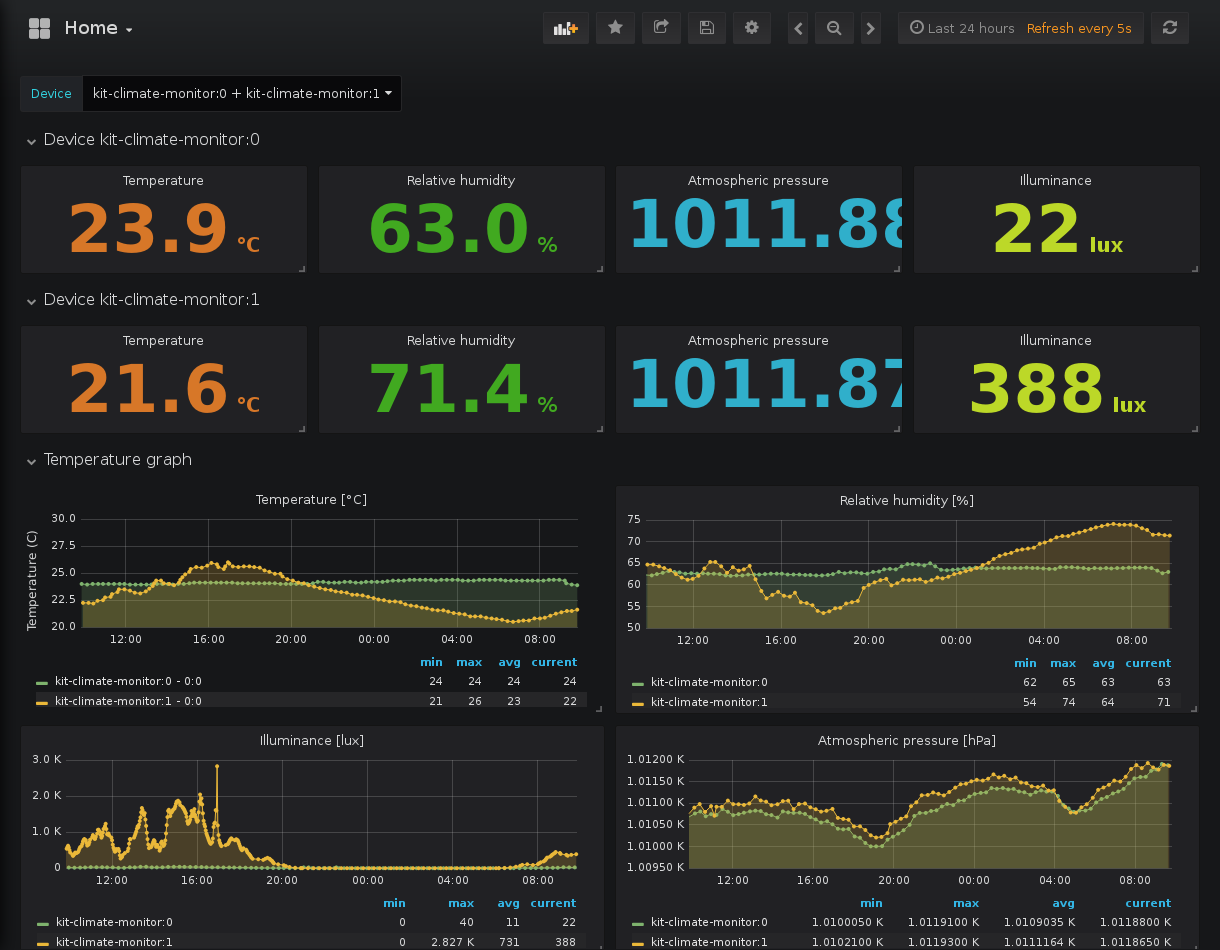 Home
Last 24 hours Refresh every 5s
Device kit-climate-monitor:0 + kit-climate-monitor:1
Device kit-climate-monitor:0
Temperature Relative humidity Atmospheric pressure Illuminance
23.9 °C 63.0 % 1011.88 22 lux
Device kit-climate-monitor:1
Temperature Relative humidity Atmospheric pressure Illuminance
21.6 °C 71.4 % 1011.87 388 lux
Temperature graph
Temperature [°C]
Temperature (C)
30.0
27.5
25.0
22.5
20.0
12:00 16:00 20:00 00:00 04:00 08:00
min max avg current
kit-climate-monitor:0 - 0:0 24 24 24 24
kit-climate-monitor:1 - 0:0 21 26 23 22
Relative humidity [%]
75
70
65
60
55
50
12:00 16:00 20:00 00:00 04:00 08:00
min max avg current
kit-climate-monitor:0 62 65 63 63
kit-climate-monitor:1 54 74 64 71
Illuminance [lux]
3.0 K
2.0 K
1.0 K
0
12:00 16:00 20:00 00:00 04:00 08:00
min max avg current
kit-climate-monitor:0 0 40 11 22
kit-climate-monitor:1 0 2.827 K 731 388
Atmospheric pressure [hPa]
1.01200 K
1.01150 K
1.01100 K
1.01050 K
1.01000 K
1.00950 K
12:00 16:00 20:00 00:00 04:00 08:00
min max avg current
kit-climate-monitor:0 1.0100050 K 1.0119100 K 1.0109035 K 1.0118800 K
kit-climate-monitor:1 1.0102100 K 1.0119300 K 1.0111164 K 1.0118650 K